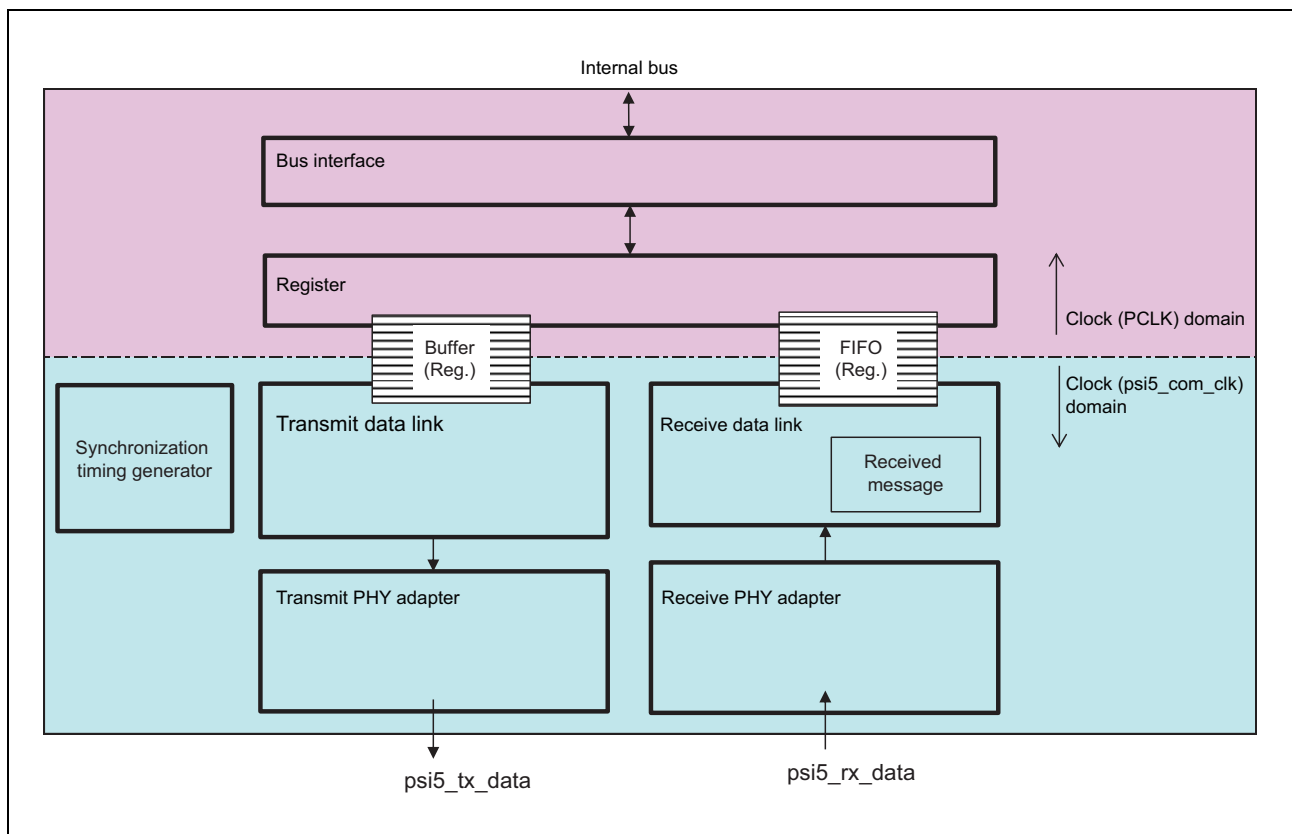 Internal bus
Bus interface
Register
Clock (PCLK) domain
Buffer
(Reg.)
FIFO
(Reg.)
Clock (psi5_com_clk)
domain
Synchronization
timing generator
Transmit data link
Receive data link
Received
message
Transmit PHY adapter
Receive PHY adapter
psi5_tx_data
psi5_rx_data